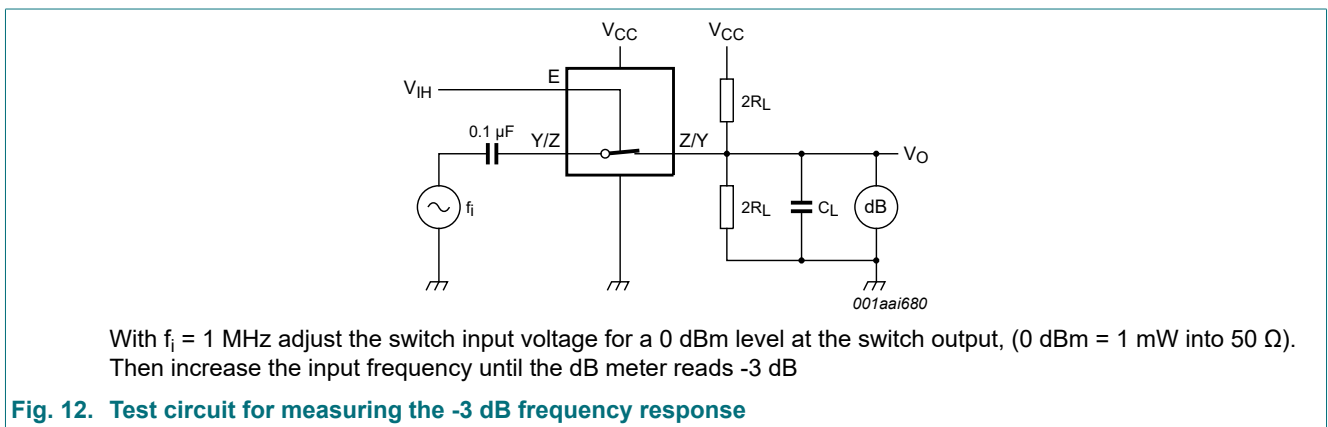 VCC
VCC
E
VIH
2RL
0.1 µF
Y/Z
Z/Y
VO
fi
2RL
CL
dB
001aai680
With fi = 1 MHz adjust the switch input voltage for a 0 dBm level at the switch output, (0 dBm = 1 mW into 50 Ω).
Then increase the input frequency until the dB meter reads -3 dB
Fig. 12. Test circuit for measuring the -3 dB frequency response